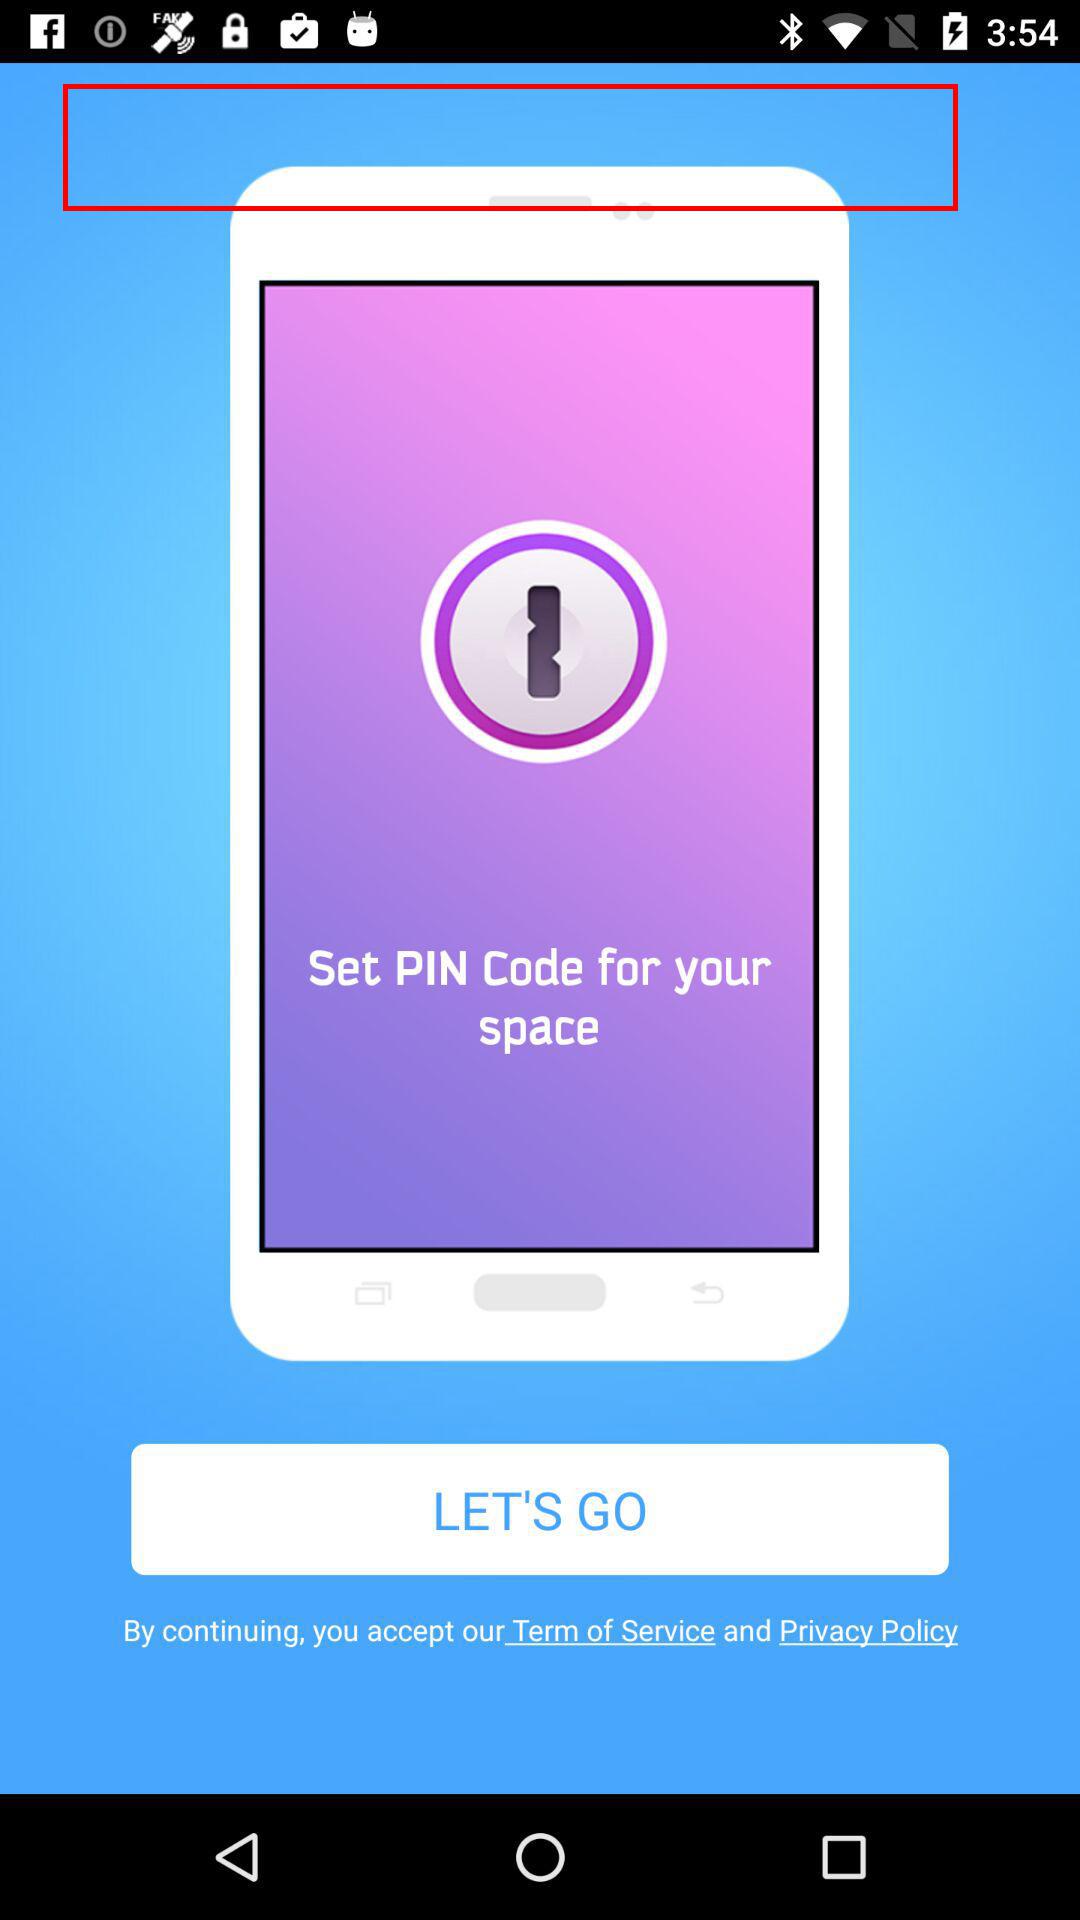 FAKE
3:54
Set PIN Code for your
space
LET'S GO
By continuing, you accept our Term of Service and Privacy Policy